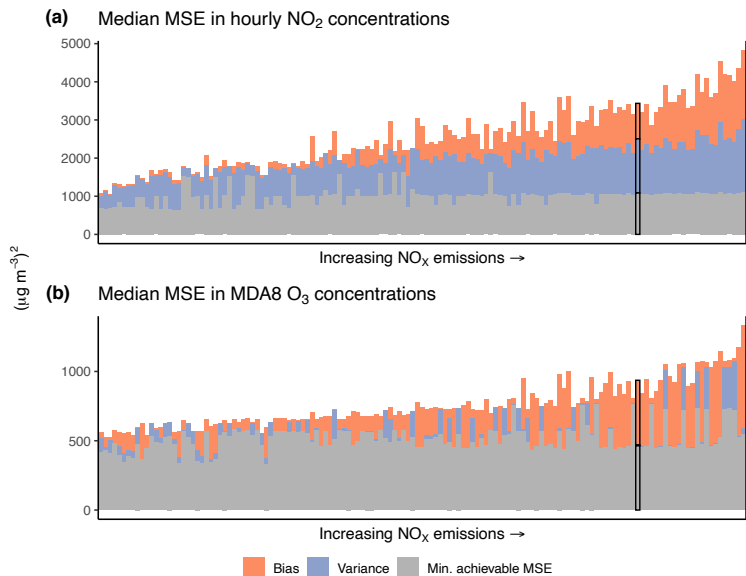 (a) Median MSE in hourly NO₂ concentrations
5000
4000
3000
2000
1000
0
Increasing NOₓ emissions →
(μg m⁻³)²
(b) Median MSE in MDA8 O₃ concentrations
1000
500
0
Increasing NOₓ emissions →
Bias Variance Min. achievable MSE